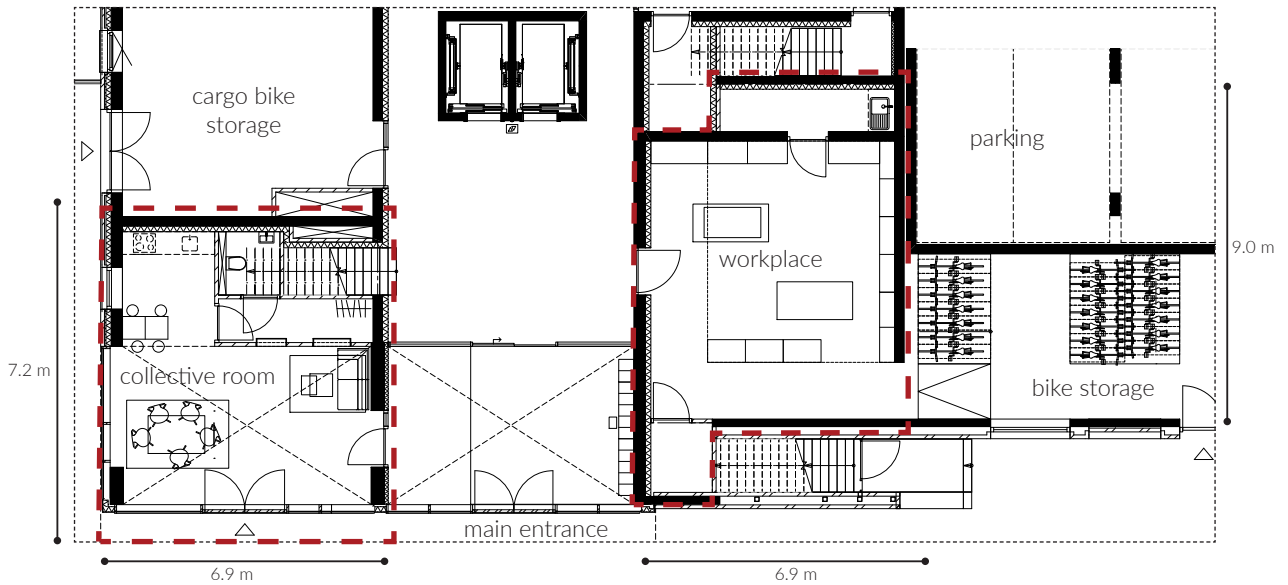 cargo bike
storage
parking
workplace
9.0 m
7.2 m
collective room
bike storage
main entrance
6.9 m
6.9 m